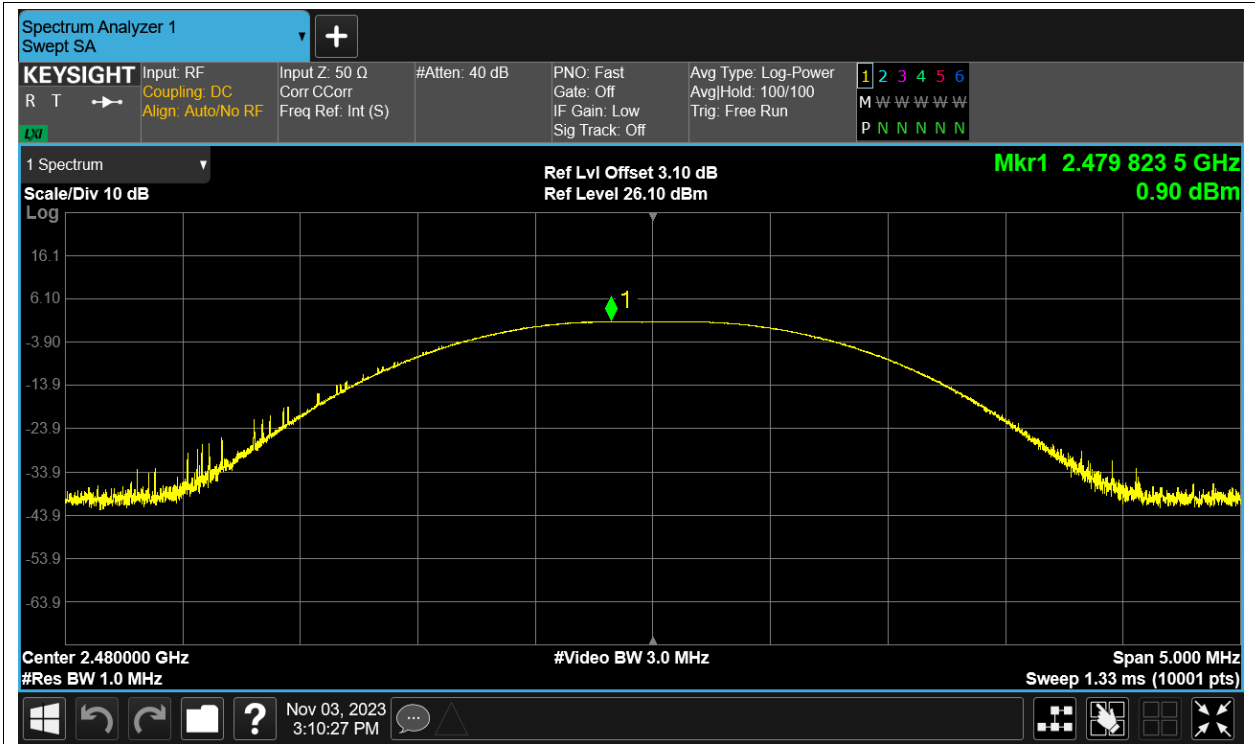 Spectrum Analyzer 1
Swept SA
KEYSIGHT
R T
LXI
Input: RF
Coupling: DC
Align: Auto/No RF
Input Z: 50 Ω
Corr CCorr
Freq Ref: Int (S)
#Atten: 40 dB
PNO: Fast
Gate: Off
IF Gain: Low
Sig Track: Off
Avg Type: Log-Power
Avg|Hold: 100/100
Trig: Free Run
1 2 3 4 5 6
M W W W W W
P N N N N N
1 Spectrum
Scale/Div 10 dB
Log
Ref Lvl Offset 3.10 dB
Ref Level 26.10 dBm
Mkr1 2.479 823 5 GHz
0.90 dBm
16.1
6.10
-3.90
-13.9
-23.9
-33.9
-43.9
-53.9
-63.9
1
Center 2.480000 GHz
#Res BW 1.0 MHz
#Video BW 3.0 MHz
Span 5.000 MHz
Sweep 1.33 ms (10001 pts)
?
Nov 03, 2023
3:10:27 PM